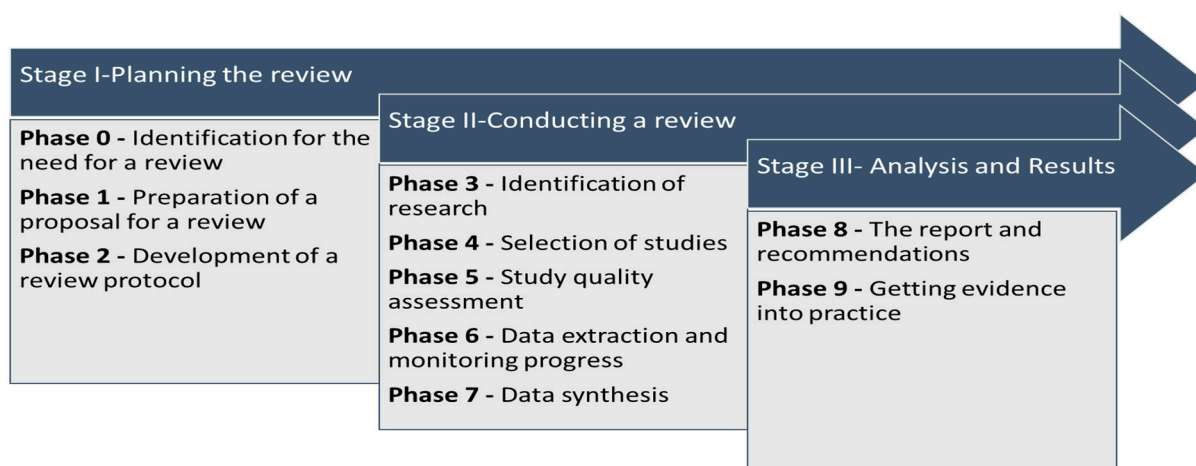 Stage I-Planning the review
Phase 0 - Identification for the
need for a review
Phase 1 - Preparation of a
proposal for a review
Phase 2 - Development of a
review protocol
Stage II-Conducting a review
Phase 3 - Identification of
research
Phase 4 - Selection of studies
Phase 5 - Study quality
assessment
Phase 6 - Data extraction and
monitoring progress
Phase 7 - Data synthesis
Stage III- Analysis and Results
Phase 8 - The report and
recommendations
Phase 9 - Getting evidence
into practice